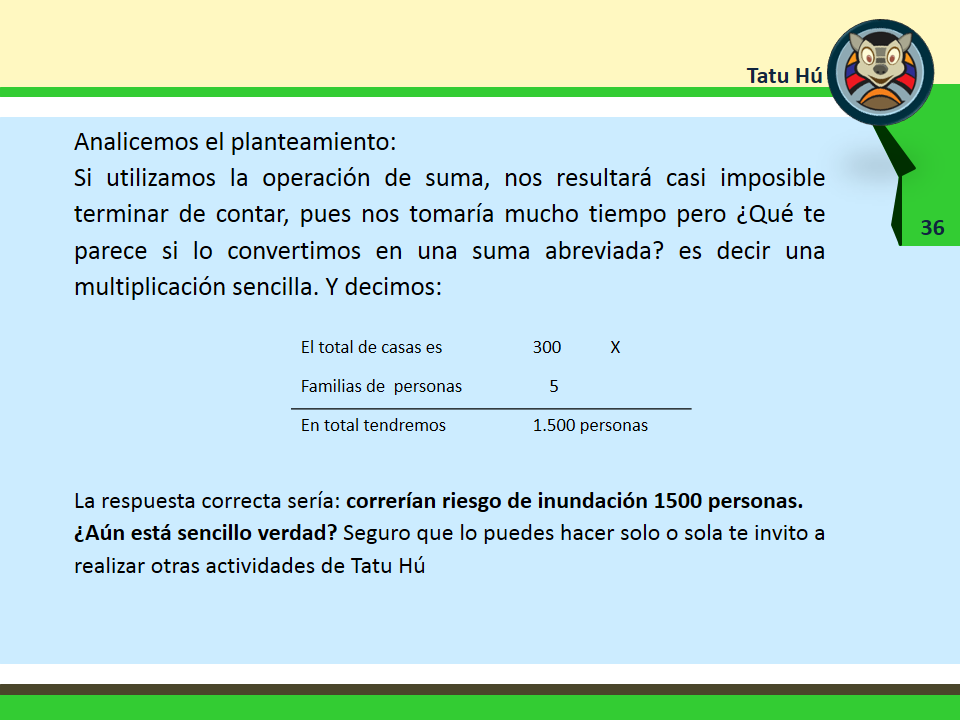 Tatu Hú
36
Analicemos el planteamiento:
Si utilizamos la operación de suma, nos resultará casi imposible
terminar de contar, pues nos tomaría mucho tiempo pero ¿Qué te
parece si lo convertimos en una suma abreviada? es decir una
multiplicación sencilla. Y decimos:
El total de casas es 300 X
Familias de personas 5
En total tendremos 1.500 personas
La respuesta correcta sería: correrían riesgo de inundación 1500 personas.
¿Aún está sencillo verdad? Seguro que lo puedes hacer solo o sola te invito a
realizar otras actividades de Tatu Hú